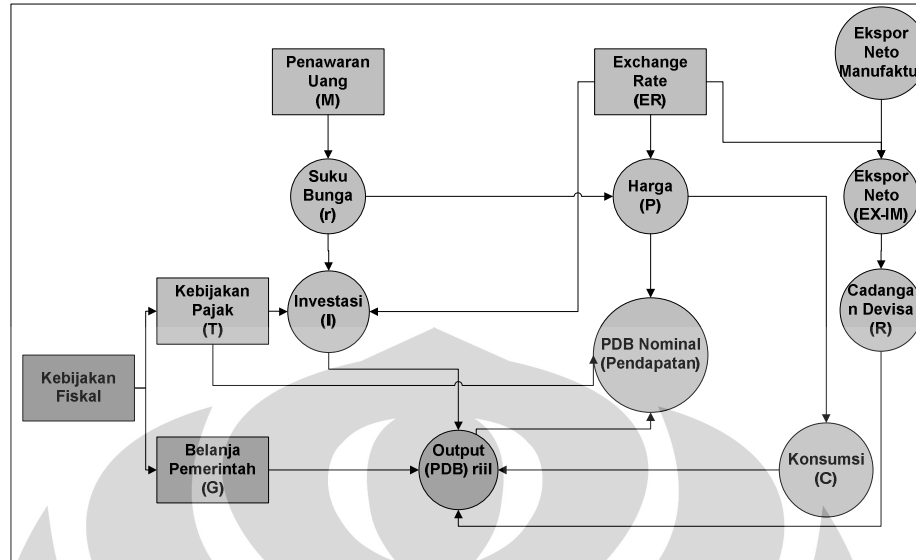 Penawaran
Uang
(M)
Exchange
Rate
(ER)
Ekspor
Neto
Manufaktu
Suku
Bunga
(r)
Harga
(P)
Ekspor
Neto
(EX-IM)
Kebijakan
Pajak
(T)
Investasi
(I)
Cadanga
n Devisa
(R)
PDB Nominal
(Pendapatan)
Kebijakan
Fiskal
Belanja
Pemerintah
(G)
Output
(PDB) riil
Konsumsi
(C)